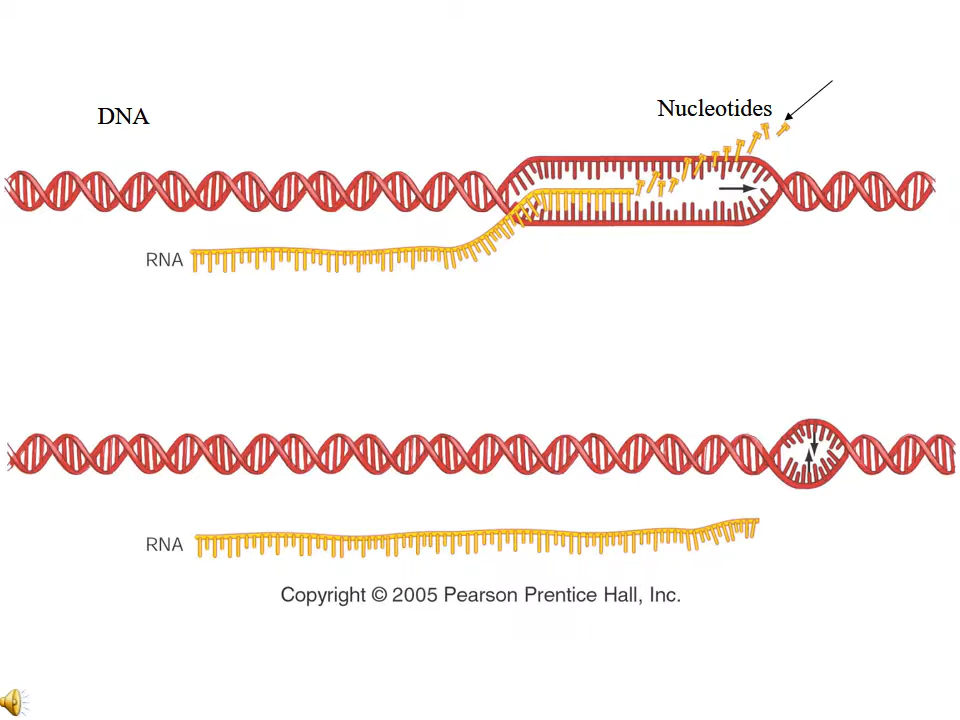 Nucleotides
DNA
RNA
RNA
Copyright © 2005 Pearson Prentice Hall, Inc.